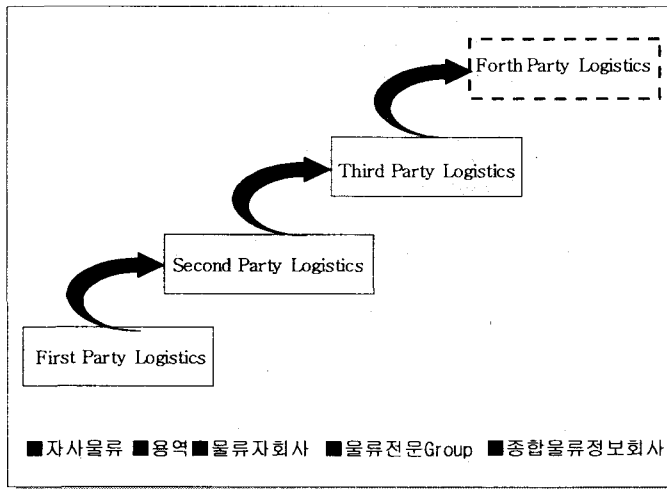 Forth Party Logistics
Third Party Logistics
Second Party Logistics
First Party Logistics
■자사물류 ■용역■물류자회사 ■물류전문Group ■종합물류정보회사